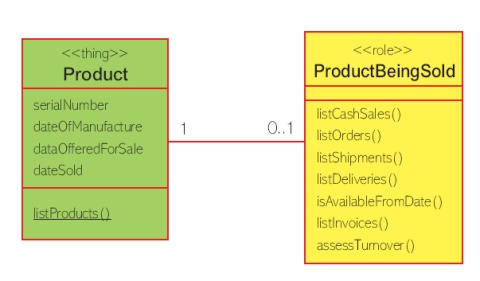 <<thing>>
Product
serialNumber
dateOfManufacture
dataOfferedForSale
dateSold
listProducts()
1
0..1
<<role>>
ProductBeingSold
listCashSales()
listOrders()
listShipments()
listDeliveries()
isAvailableFromDate()
listInvoices()
assessTurnover()